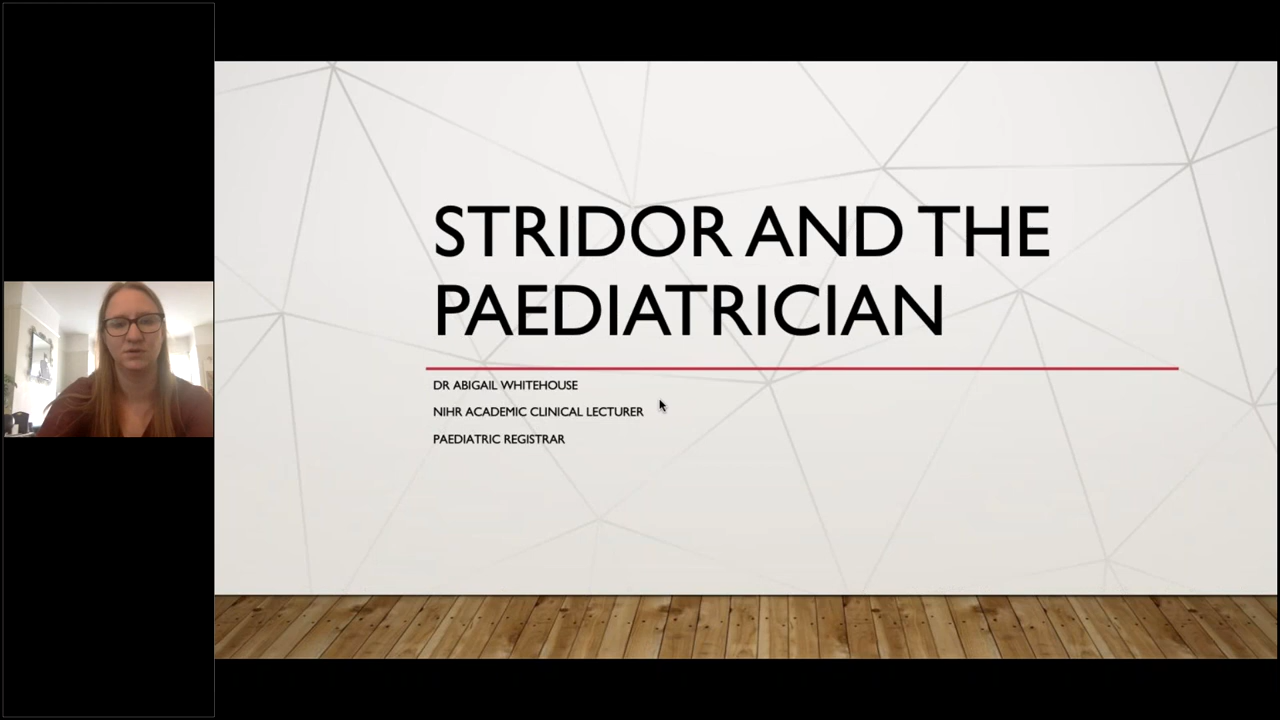 STRIDOR AND THE
PAEDIATRICIAN
DR ABIGAIL WHITEHOUSE
NIHR ACADEMIC CLINICAL LECTURER
PAEDIATRIC REGISTRAR